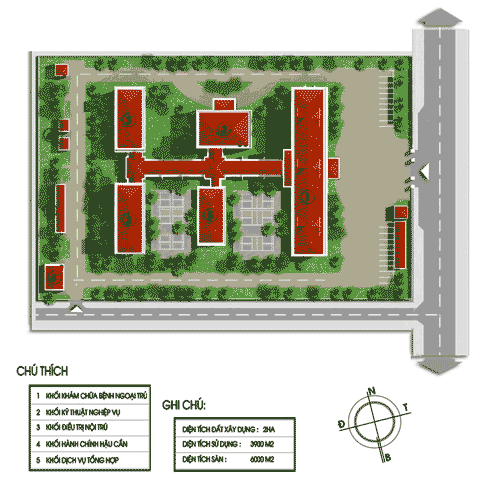 CHÚ THÍCH
1 KHỐI KHÁM CHỮA BỆNH NGOẠI TRÚ
2 KHỐI KỸ THUẬT NGHIỆP VỤ
3 KHỐI ĐIỀU TRỊ NỘI TRÚ
4 KHỐI HÀNH CHÍNH HẬU CẦN
5 KHỐI DỊCH VỤ TỔNG HỢP
GHI CHÚ:
DIỆN TÍCH ĐẤT XÂY DỰNG : 2HA
DIỆN TÍCH SỬ DỤNG : 3900 M2
DIỆN TÍCH SÀN : 6000 M2
N
T
Đ
B